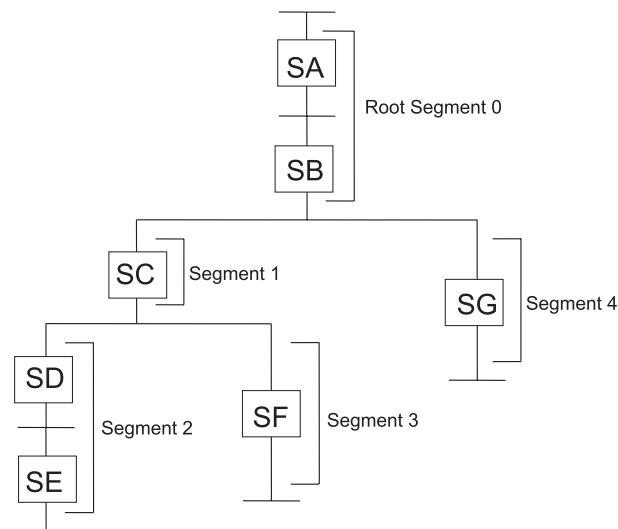 SA
Root Segment 0
SB
SC
Segment 1
SG
Segment 4
SD
SF
Segment 3
Segment 2
SE